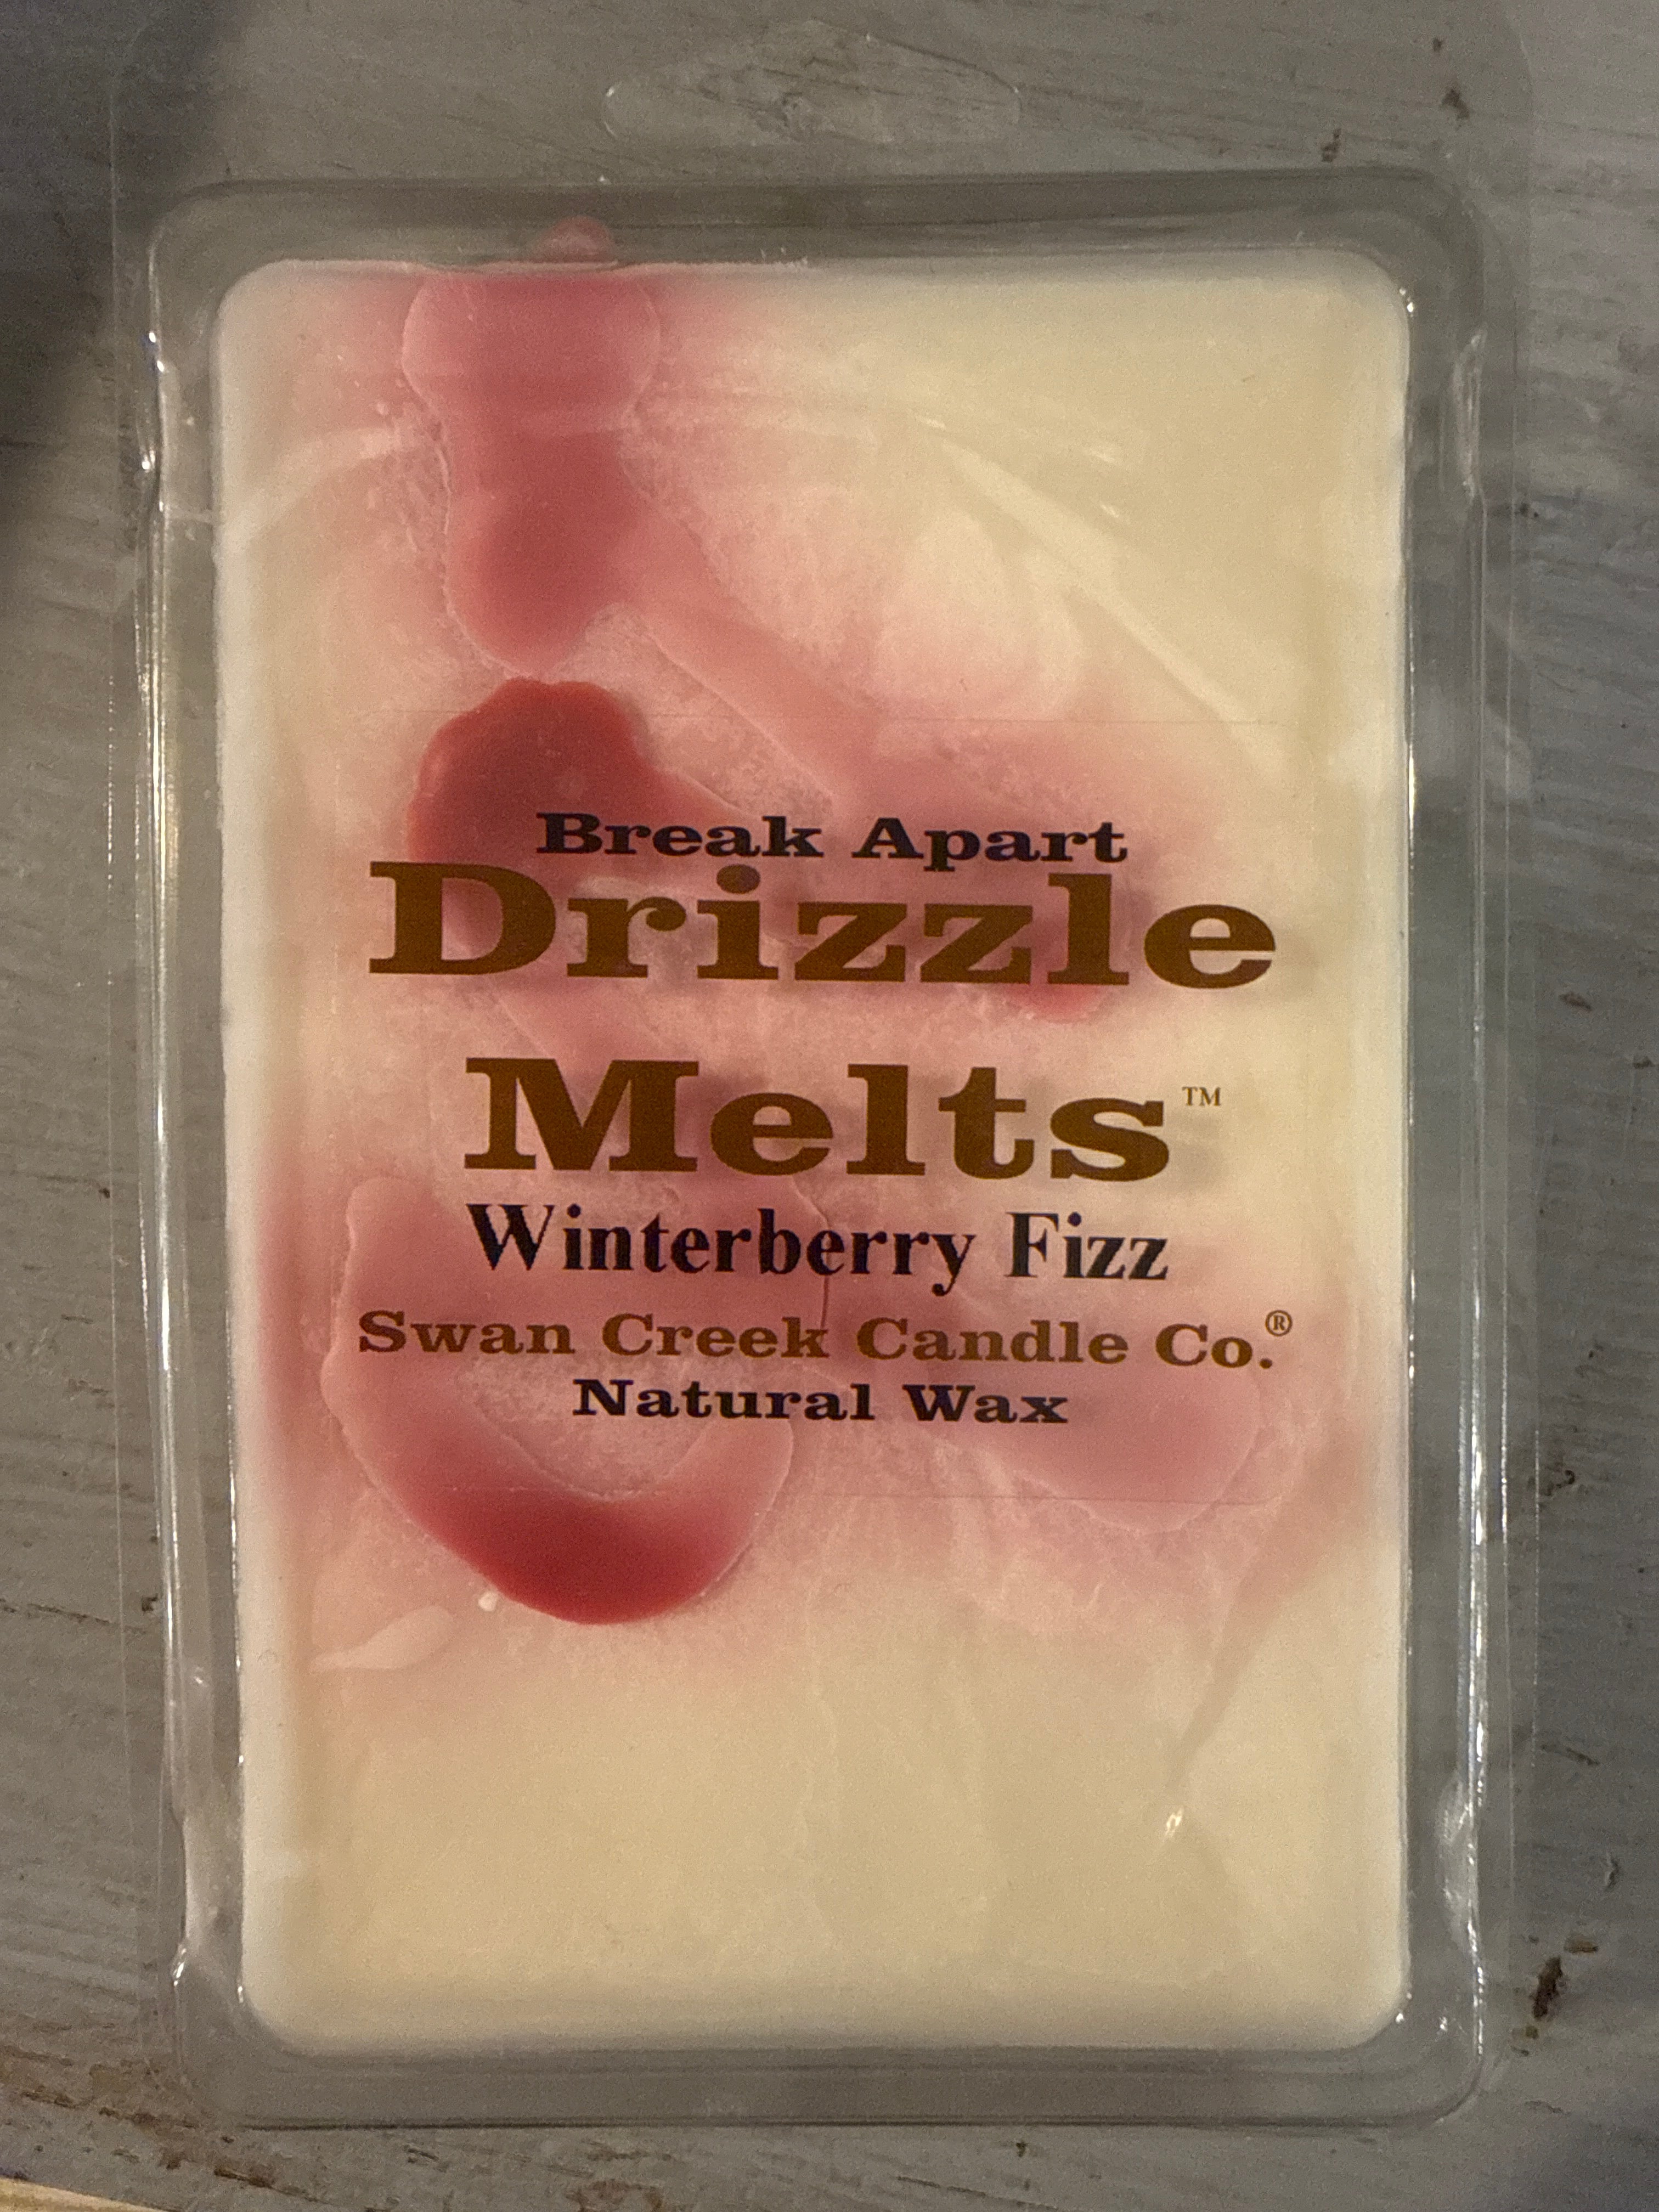 Break Apart
Drizzle
Melts™
Winterberry Fizz
Swan Creek Candle Co.®
Natural Wax